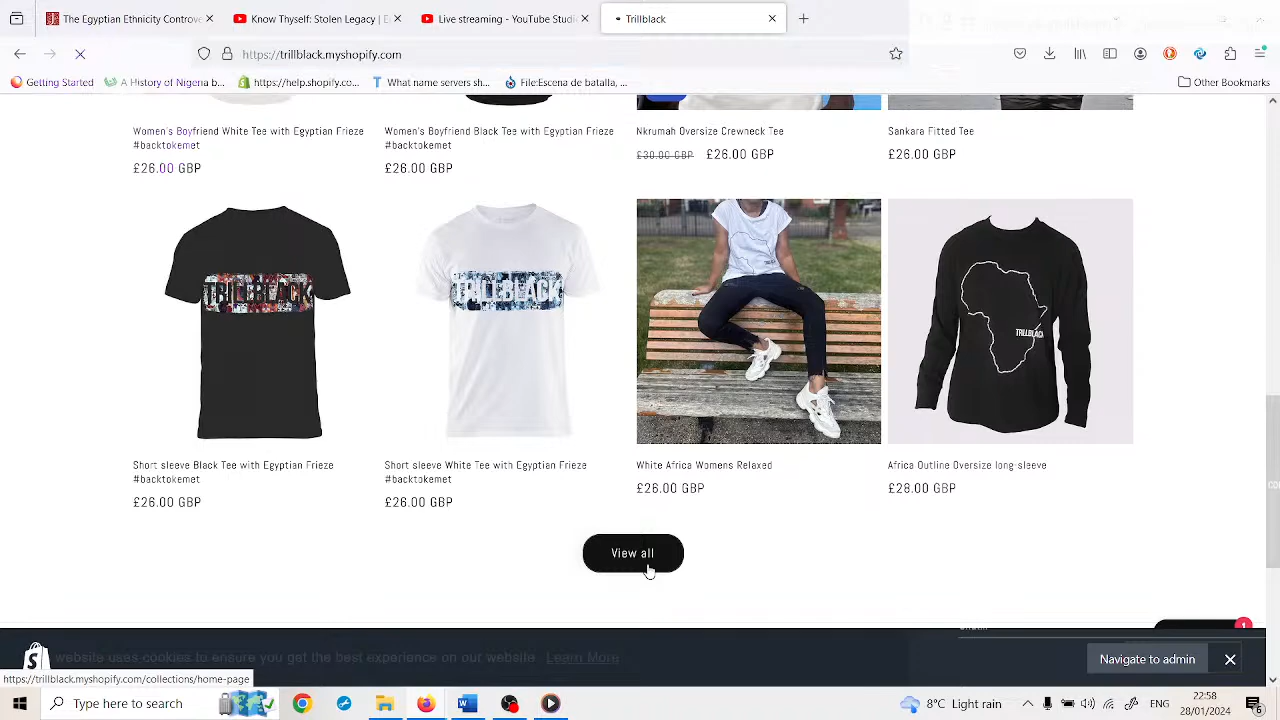 The Egyptian Ethnic Controve
Know Thyself: Stolen Legacy | E
Live streaming - YouTube Studi
Trillblack
https://trillblack.myshopify.com
Getting Started
A History of Nigeria b...
https://help.shopify.co...
What name servers sh...
File:Escena de batalla,...
Other Bookmarks
Women's Boyfriend White Tee with Egyptian Frieze
#backtokemet
£26.00 GBP
Women's Boyfriend Black Tee with Egyptian Frieze
#backtokemet
£26.00 GBP
Nkrumah Oversize Crewneck Tee
£30.00 GBP £26.00 GBP
Sankara Fitted Tee
£26.00 GBP
TRILLBLACK
TRILLBLACK
TRILLBLACK
Short sleeve Black Tee with Egyptian Frieze
#backtokemet
£26.00 GBP
Short sleeve White Tee with Egyptian Frieze
#backtokemet
£26.00 GBP
White Africa Womens Relaxed
£26.00 GBP
Africa Outline Oversize long-sleeve
£28.00 GBP
View all
1
website uses cookies to ensure you get the best experience on our website. Learn More
Navigate to admin
https://trillblack.myshopify.com/collections/home-page
Type here to search
8°C Light rain
22:58
28/01/2024
6